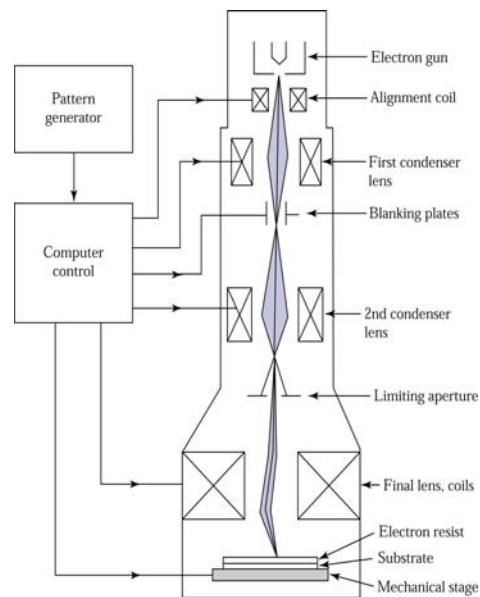 Electron gun
Pattern
generator
Alignment coil
First condenser
lens
Blanking plates
Computer
control
2nd condenser
lens
Limiting aperture
Final lens, coils
Electron resist
Substrate
Mechanical stage